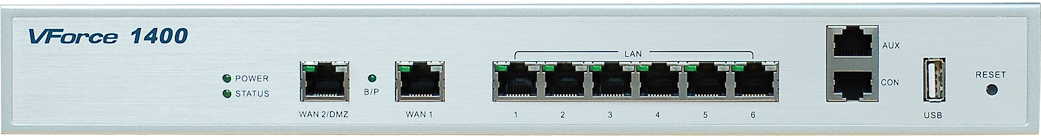 VForce 1400
LAN
AUX
POWER
STATUS
B/P
CON
RESET
WAN 2/DMZ
WAN 1
1 2 3 4 5 6
USB